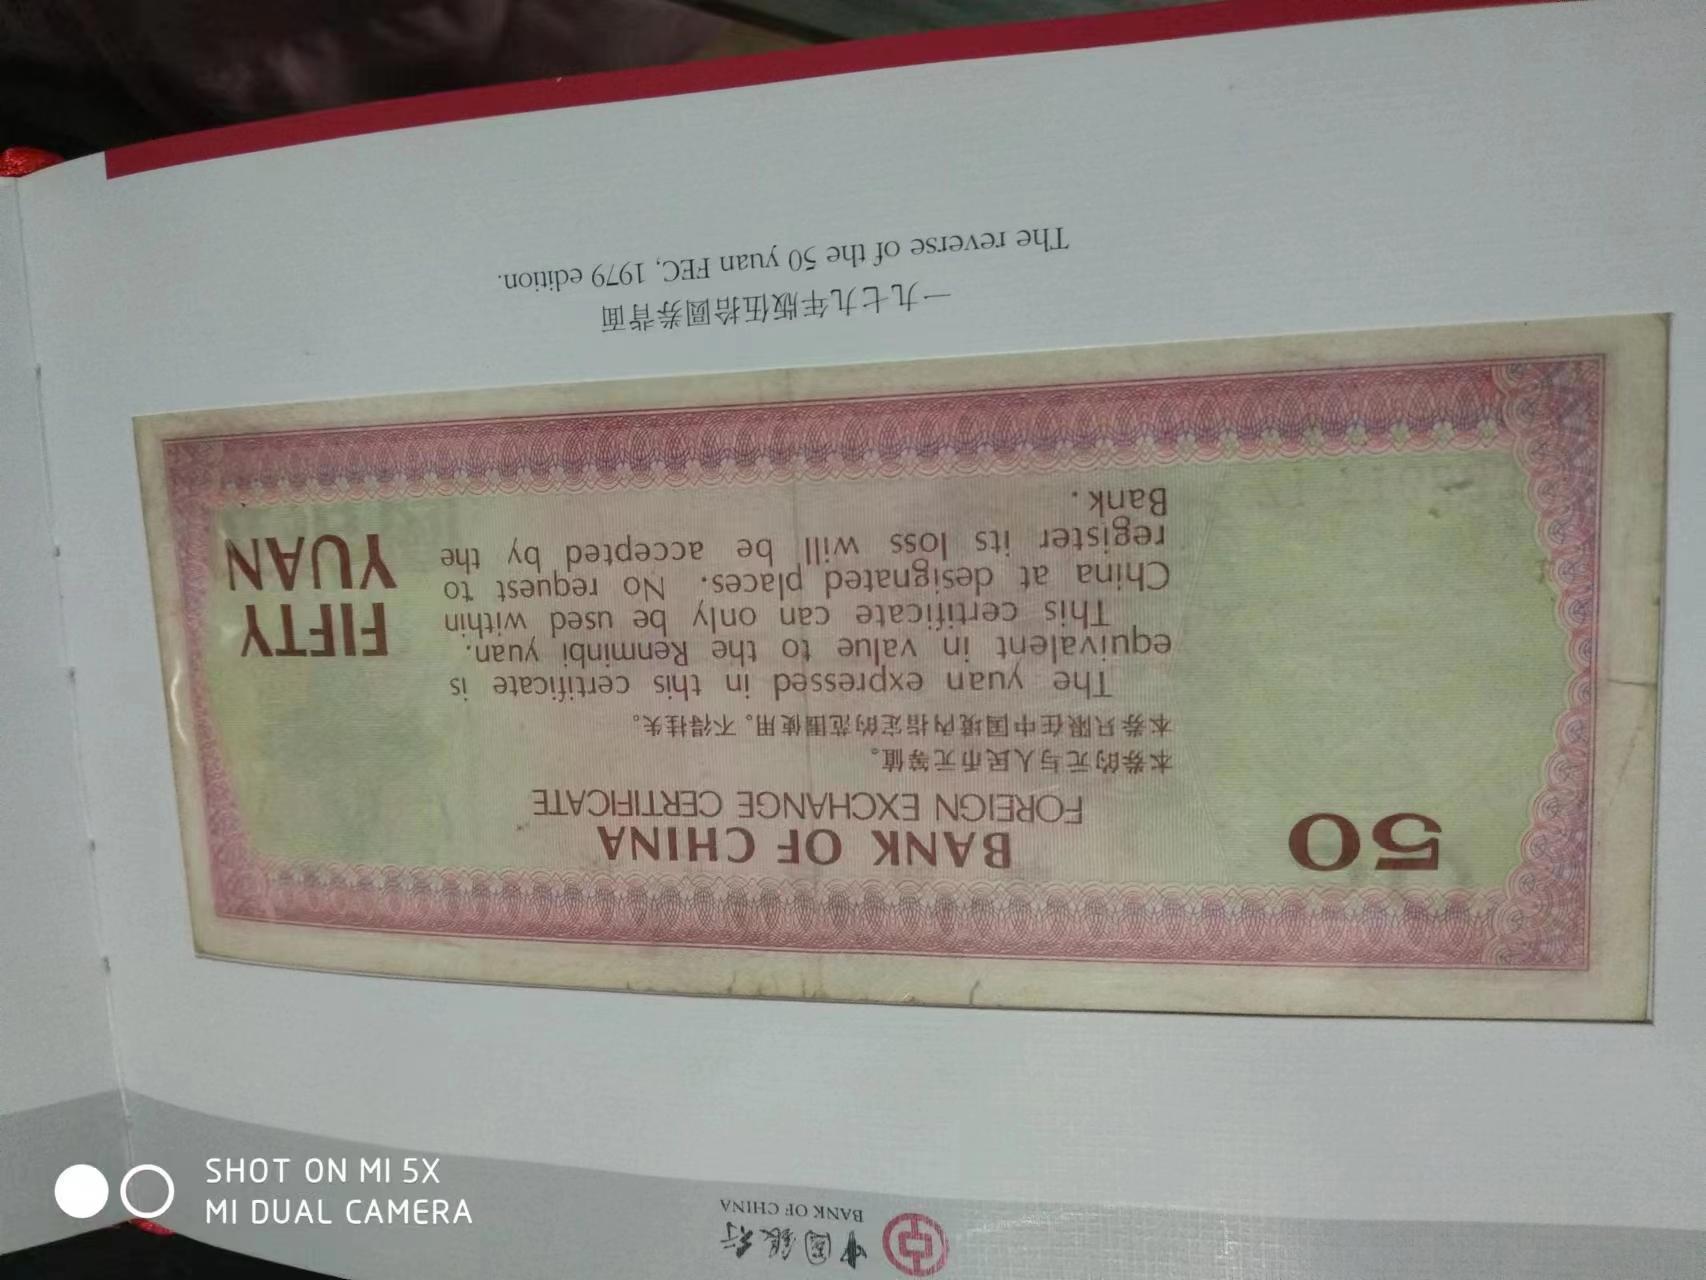 中国银行
BANK OF CHINA
50
BANK OF CHINA
FOREIGN EXCHANGE CERTIFICATE
本券的元与人民币元等值。
本券只限在中国境内指定的范围使用。不得挂失。
The yuan expressed in this certificate is
equivalent in value to the Renminbi yuan.
This certificate can only be used within
China at designated places. No request to
register its loss will be accepted by the
Bank.
FIFTY
YUAN
一九七九年版伍拾圆券背面
The reverse of the 50 yuan FEC, 1979 edition.
SHOT ON MI 5X
MI DUAL CAMERA